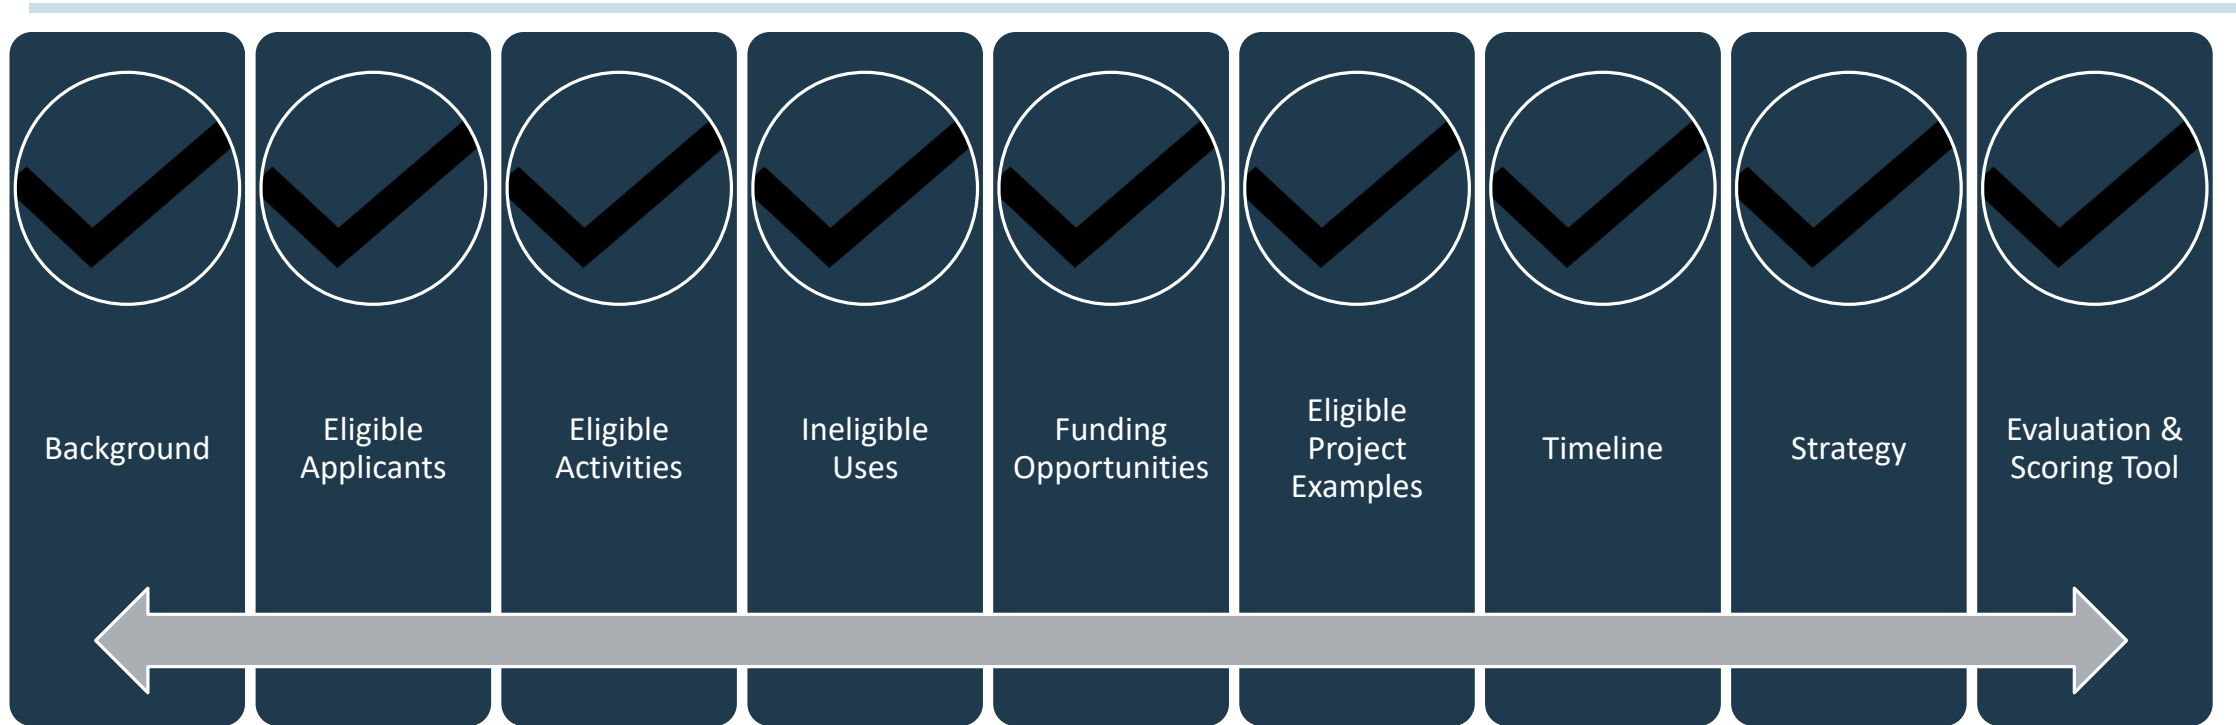 Background
Eligible
Applicants
Eligible
Activities
Ineligible
Uses
Funding
Opportunities
Eligible
Project
Examples
Timeline
Strategy
Evaluation &
Scoring Tool